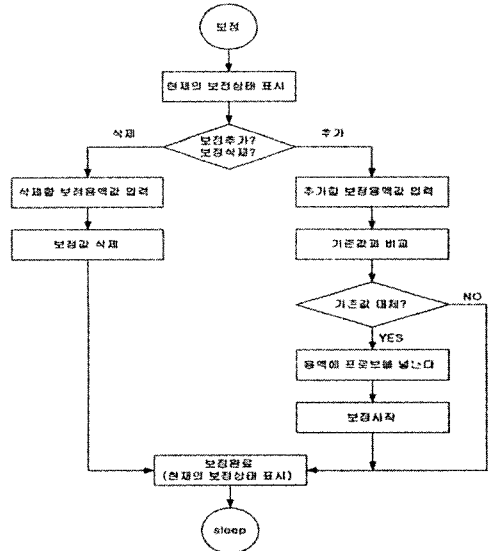 보정
현재의 보정상태 표시
삭제
보정추가?
보정삭제?
추가
삭제할 보정용액값 입력
추가할 보정용액값 입력
보정값 삭제
기준값과 비교
기존값 대체?
NO
YES
용액에 프로브를 넣는다
보정시작
보정완료
(현재의 보정상태 표시)
sleep